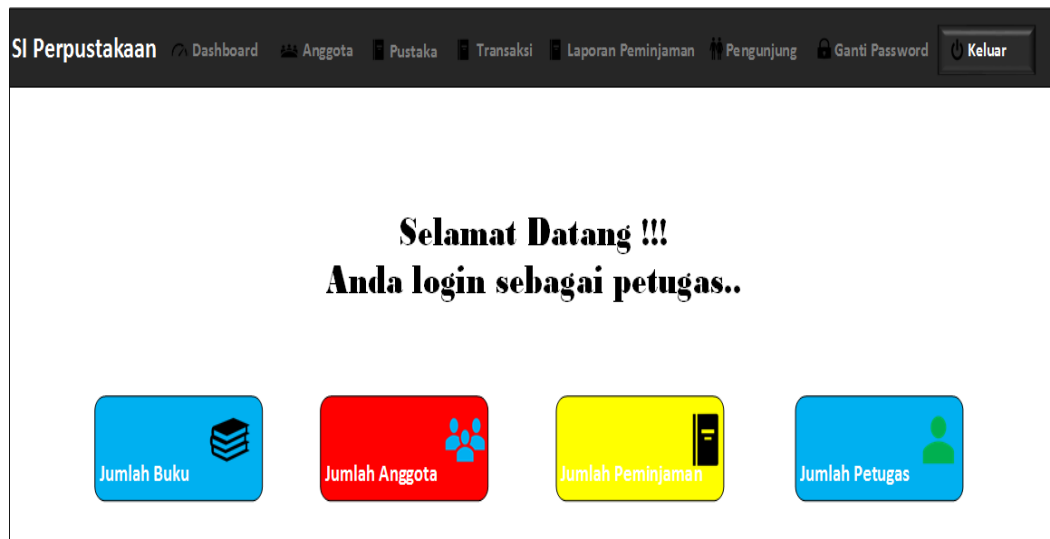 SI Perpustakaan Dashboard Anggota Pustaka Transaksi Laporan Peminjaman Pengunjung Ganti Password Keluar
Selamat Datang !!!
Anda login sebagai petugas..
Jumlah Buku Jumlah Anggota Jumlah Peminjaman Jumlah Petugas